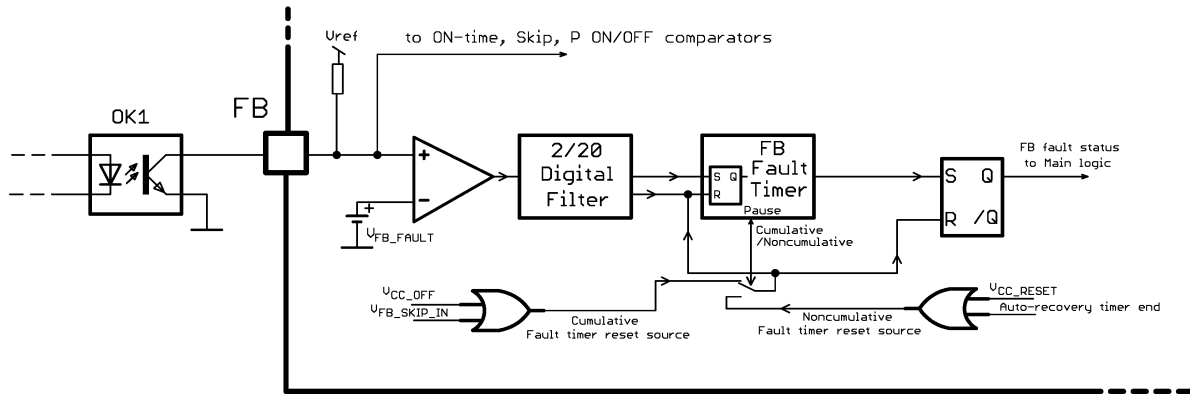 Vref
to ON-time, Skip, P ON/OFF comparators
FB
OK1
+
−
+
VFB_FAULT
2/20
Digital
Filter
FB
Fault
Timer
S Q
R
Pause
Cumulative
/Noncumulative
S Q
R /Q
FB fault status
to Main logic
VCC_OFF
VFB_SKIP_IN
Cumulative
Fault timer reset source
Noncumulative
Fault timer reset source
VCC_RESET
Auto-recovery timer end